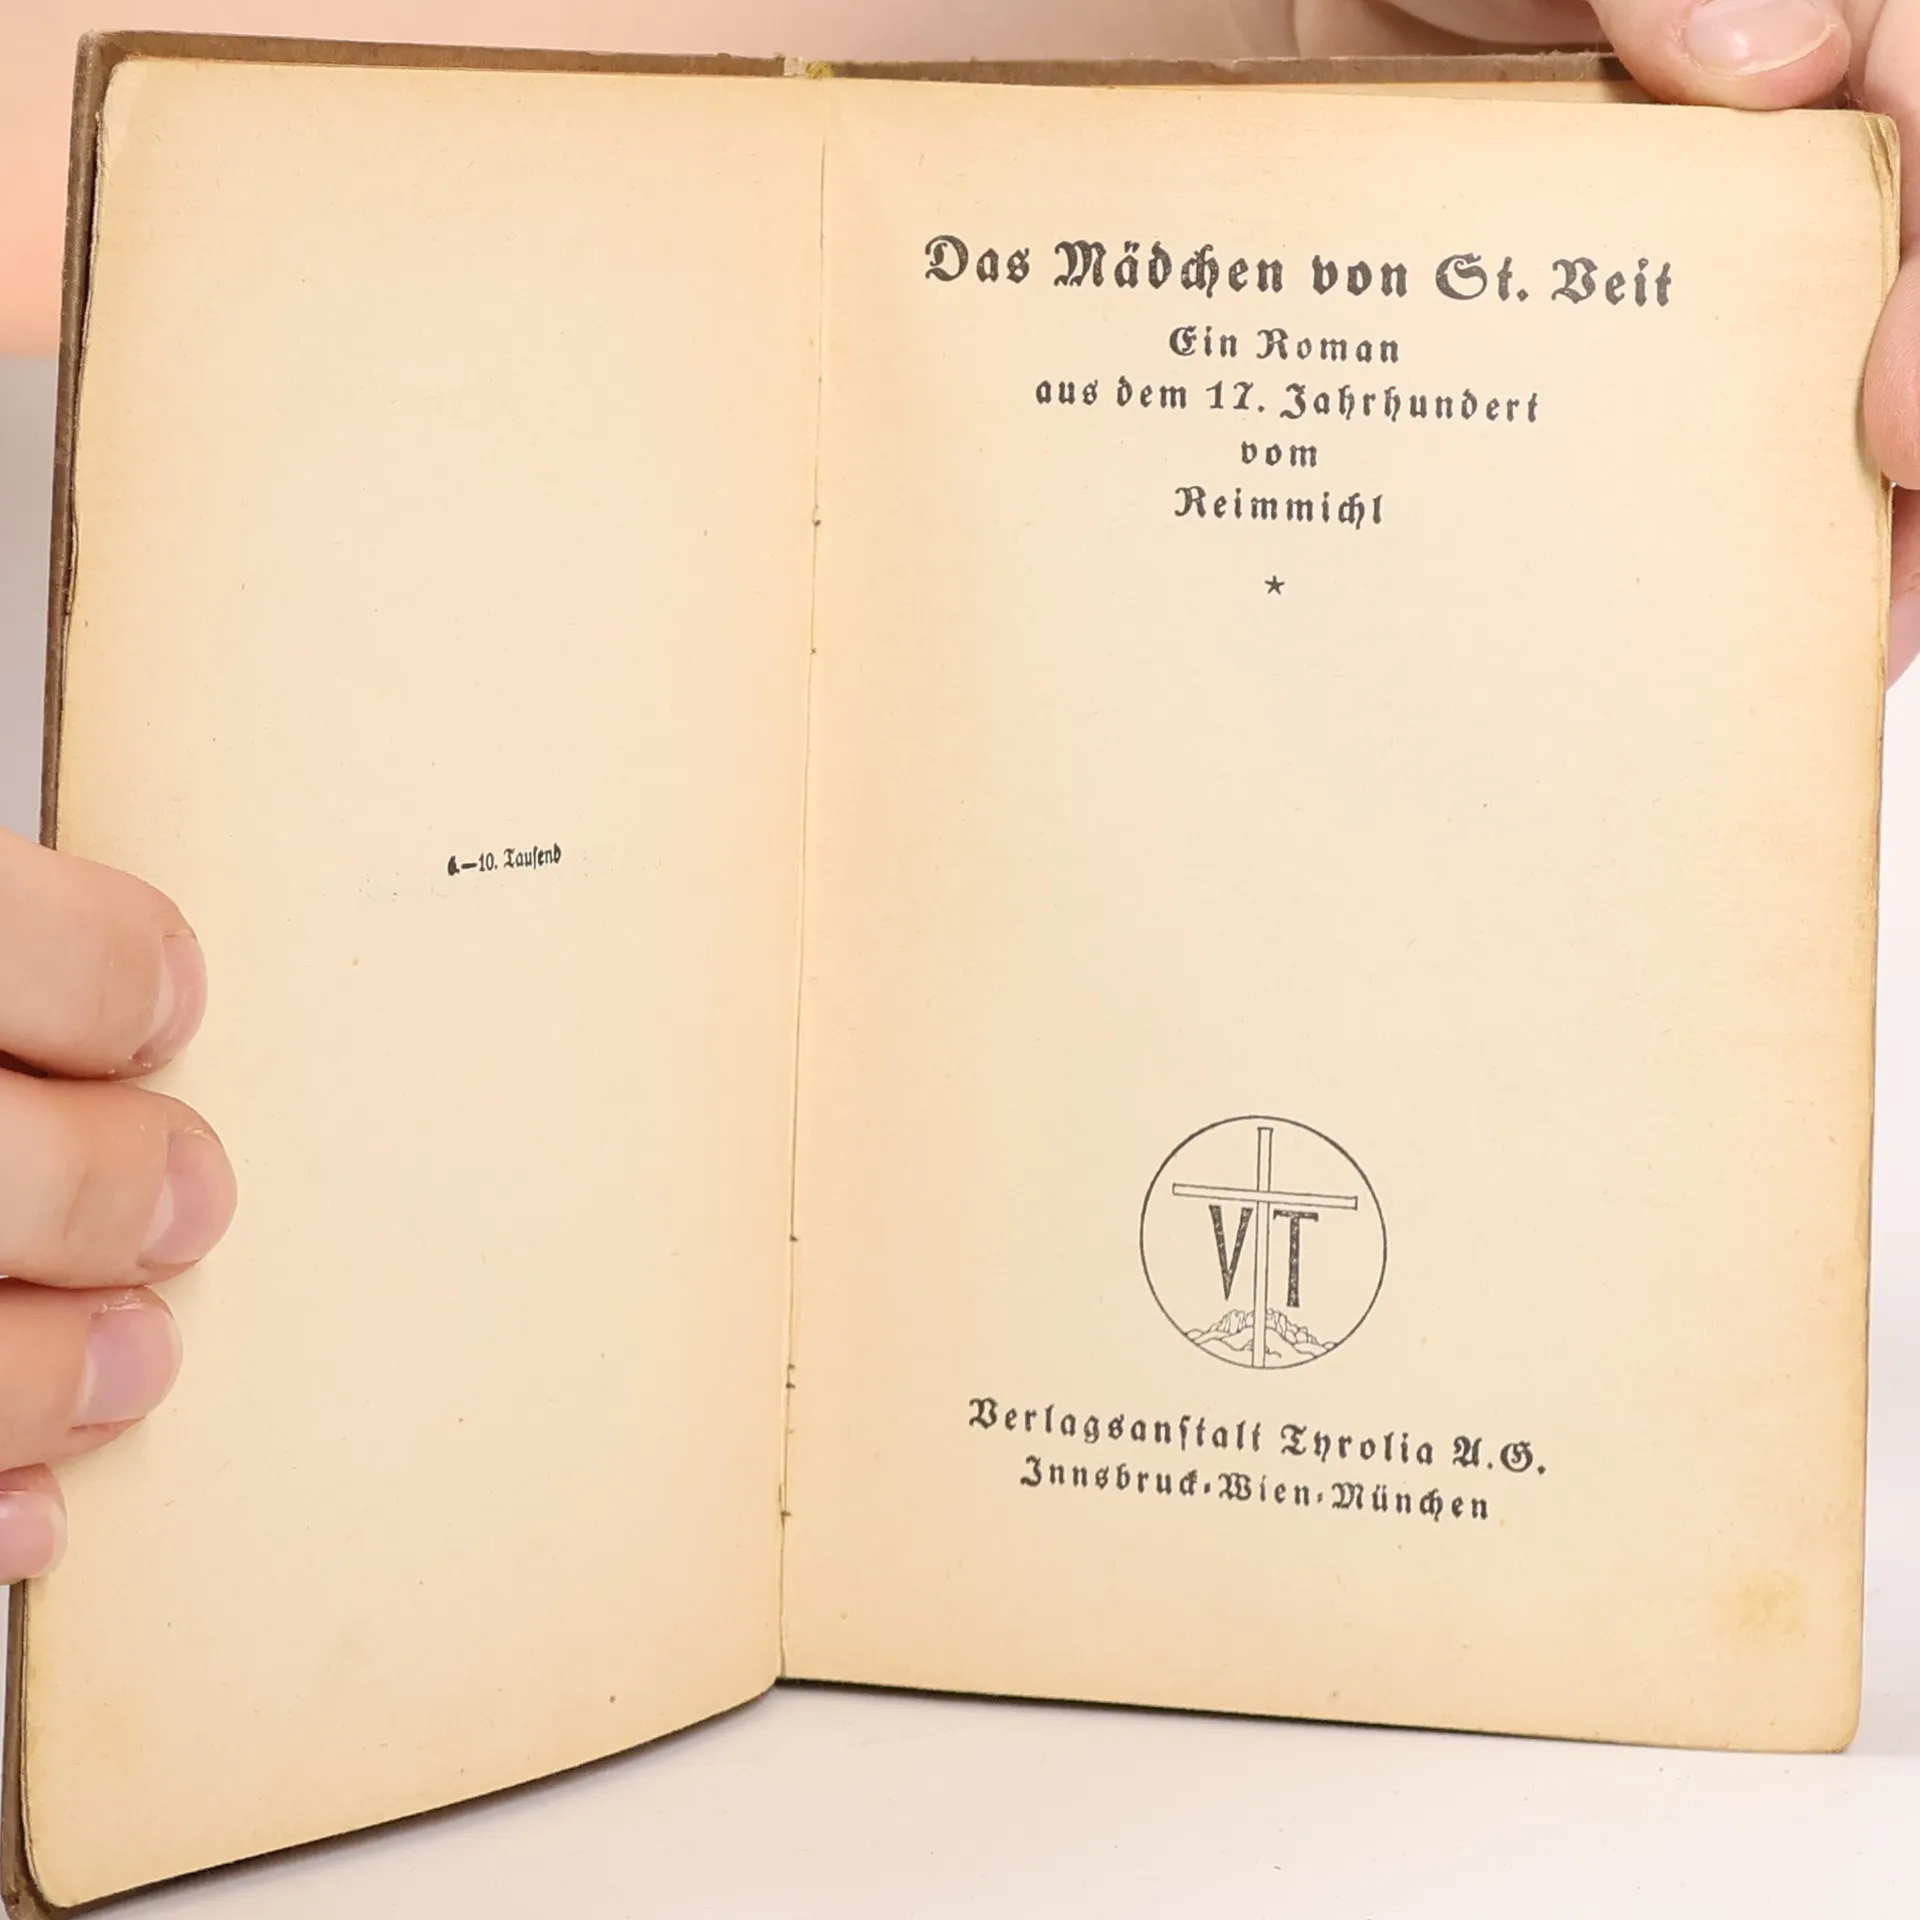 6.—10. Tauſend
Das Mädchen von St. Veit
Ein Roman
aus dem 17. Jahrhundert
vom
Reimmichl
*
VT
Verlagsanſtalt Tyrolia A.G.
Innsbruck-Wien-München